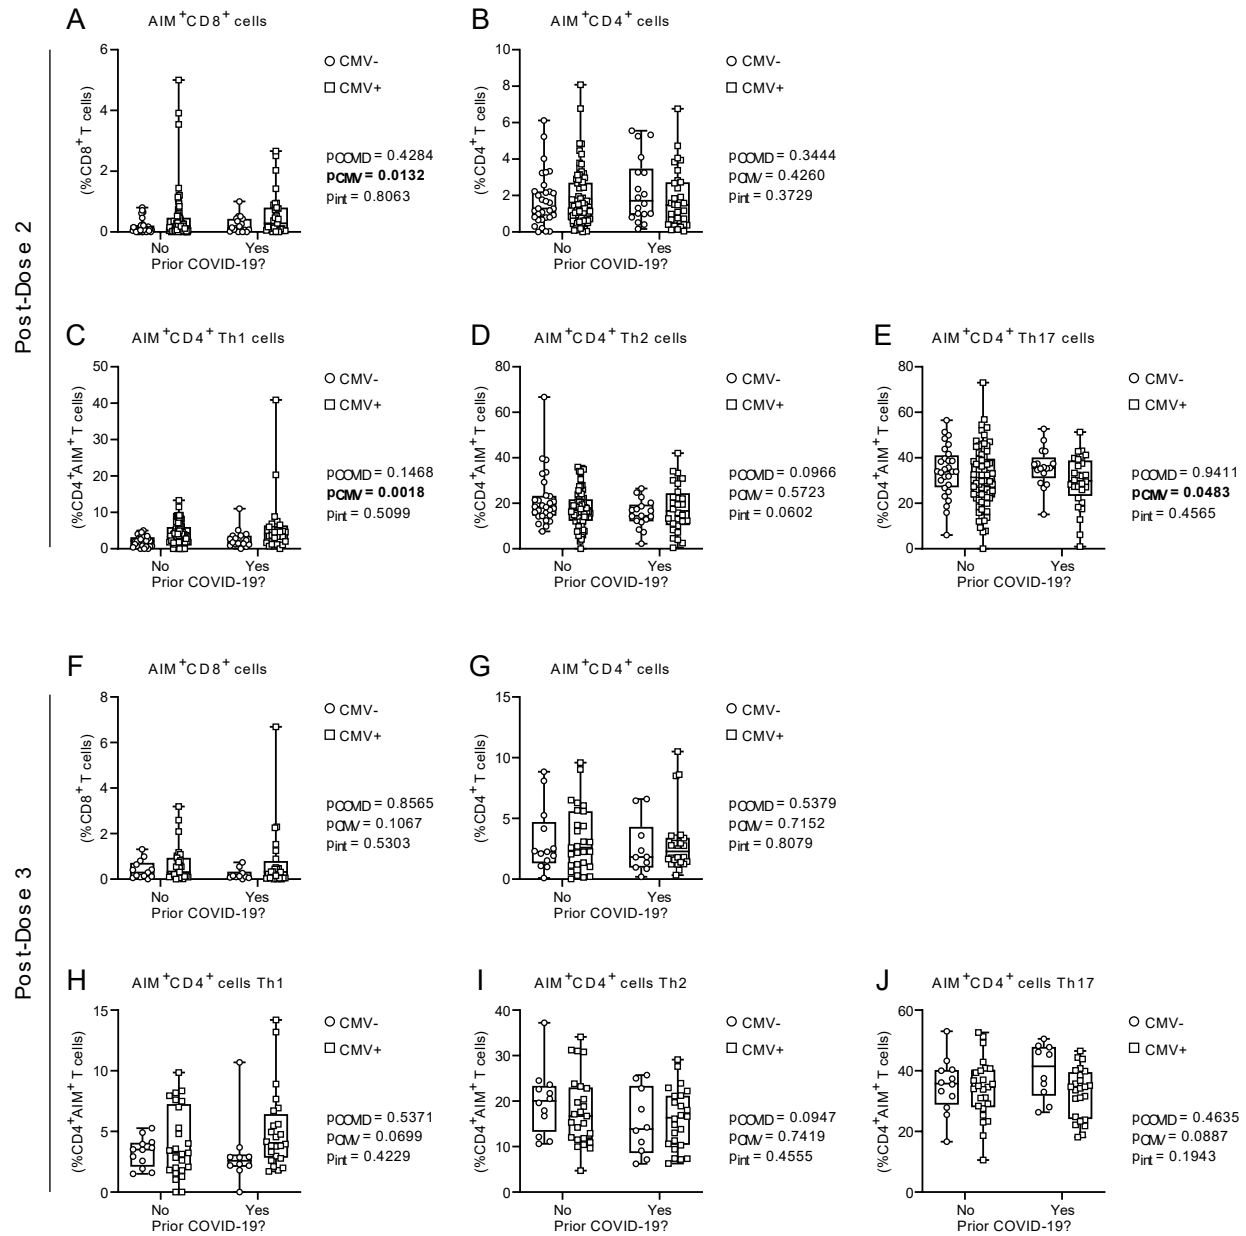 Post-Dose 2
A
AIM+CD8+ cells
(%CD8+ T cells)
6
4
2
0
No
Yes
Prior COVID-19?
CMV-
CMV+
pCOVID = 0.4284
pCMV = 0.0132
pint = 0.8063
B
AIM+CD4+ cells
(%CD4+ T cells)
10
8
6
4
2
0
No
Yes
Prior COVID-19?
CMV-
CMV+
pCOVID = 0.3444
pCMV = 0.4260
pint = 0.3729
C
AIM+CD4+ Th1 cells
(%CD4+AIM+ T cells)
50
40
30
20
10
0
No
Yes
Prior COVID-19?
CMV-
CMV+
pCOVID = 0.1468
pCMV = 0.0018
pint = 0.5099
D
AIM+CD4+ Th2 cells
(%CD4+AIM+ T cells)
80
60
40
20
0
No
Yes
Prior COVID-19?
CMV-
CMV+
pCOVID = 0.0966
pCMV = 0.5723
pint = 0.0602
E
AIM+CD4+ Th17 cells
(%CD4+AIM+ T cells)
80
60
40
20
0
No
Yes
Prior COVID-19?
CMV-
CMV+
pCOVID = 0.9411
pCMV = 0.0483
pint = 0.4565
Post-Dose 3
F
AIM+CD8+ cells
(%CD8+ T cells)
8
6
4
2
0
No
Yes
Prior COVID-19?
CMV-
CMV+
pCOVID = 0.8565
pCMV = 0.1067
pint = 0.5303
G
AIM+CD4+ cells
(%CD4+ T cells)
15
10
5
0
No
Yes
Prior COVID-19?
CMV-
CMV+
pCOVID = 0.5379
pCMV = 0.7152
pint = 0.8079
H
AIM+CD4+ cells Th1
(%CD4+AIM+ T cells)
15
10
5
0
No
Yes
Prior COVID-19?
CMV-
CMV+
pCOVID = 0.5371
pCMV = 0.0699
pint = 0.4229
I
AIM+CD4+ cells Th2
(%CD4+AIM+ T cells)
40
30
20
10
0
No
Yes
Prior COVID-19?
CMV-
CMV+
pCOVID = 0.0947
pCMV = 0.7419
pint = 0.4555
J
AIM+CD4+ cells Th17
(%CD4+AIM+ T cells)
60
40
20
0
No
Yes
Prior COVID-19?
CMV-
CMV+
pCOVID = 0.4635
pCMV = 0.0887
pint = 0.1943